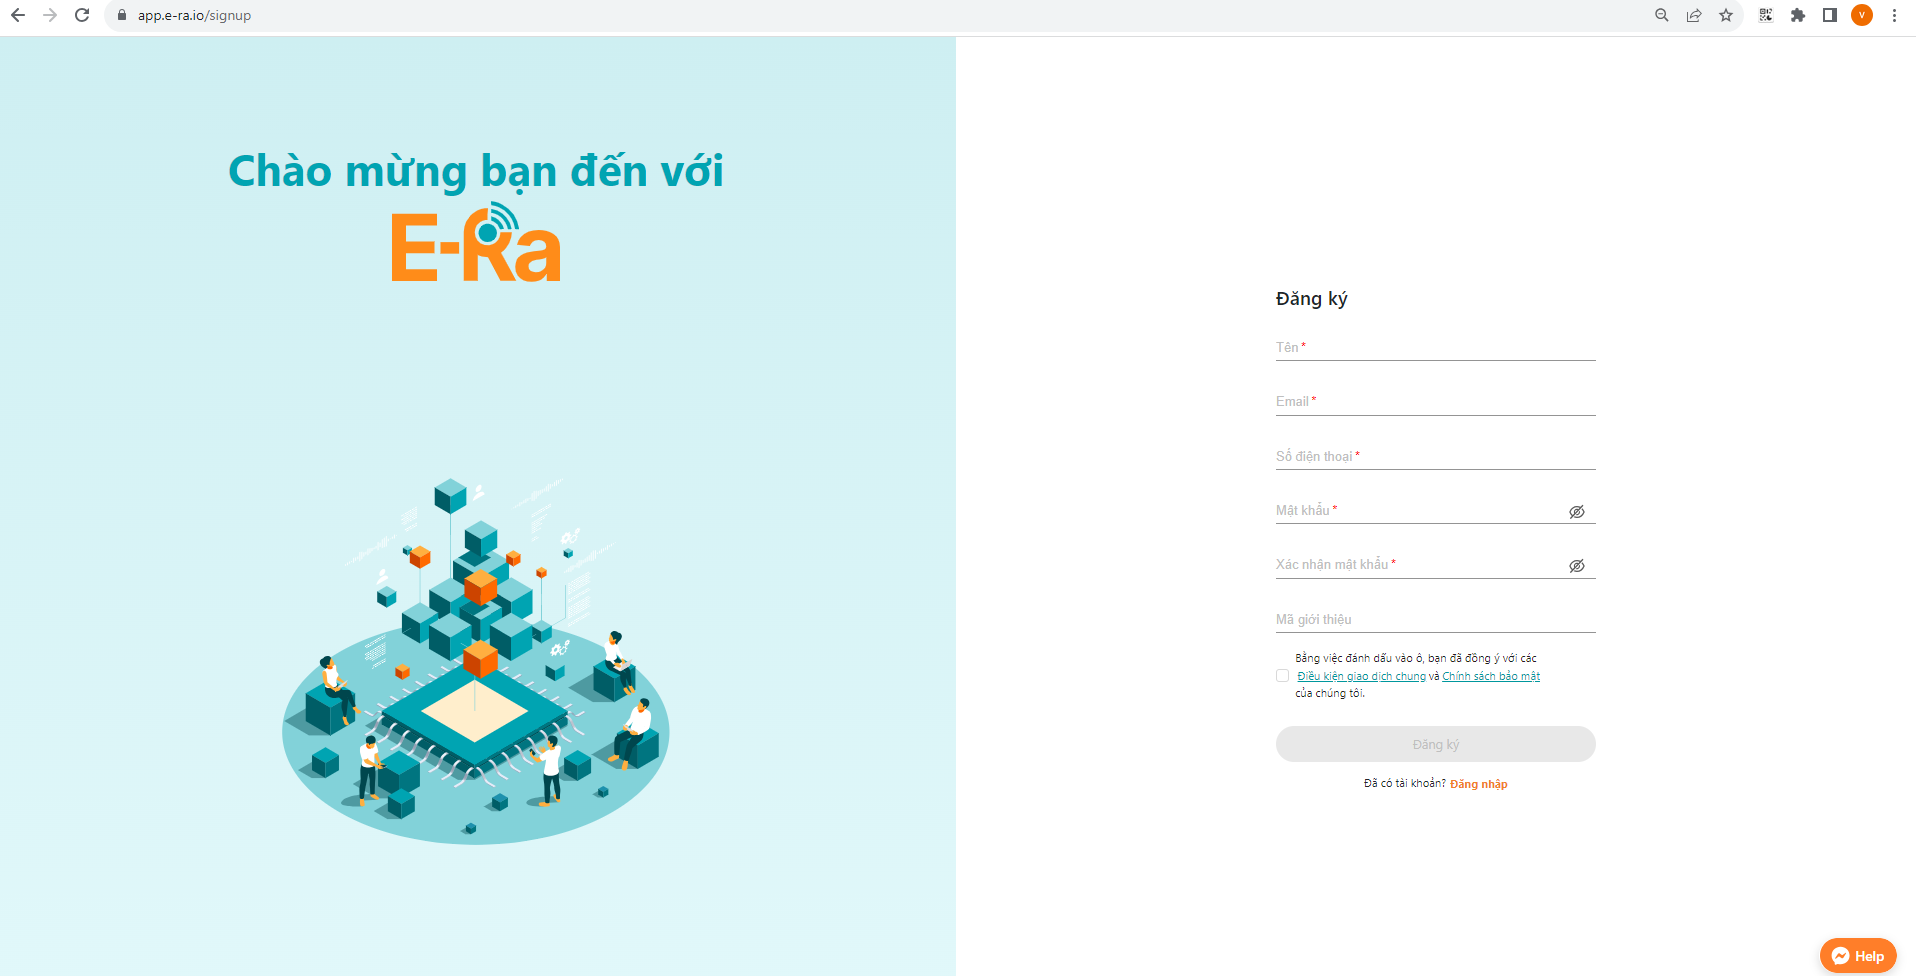 app.e-ra.io/signup
V
Chào mừng bạn đến với
E-Ra
Đăng ký
Tên *
Email *
Số điện thoại *
Mật khẩu *
Xác nhận mật khẩu *
Mã giới thiệu
Bằng việc đánh dấu vào ô, bạn đã đồng ý với các
Điều kiện giao dịch chung và Chính sách bảo mật
của chúng tôi.
Đăng ký
Đã có tài khoản? Đăng nhập
Help